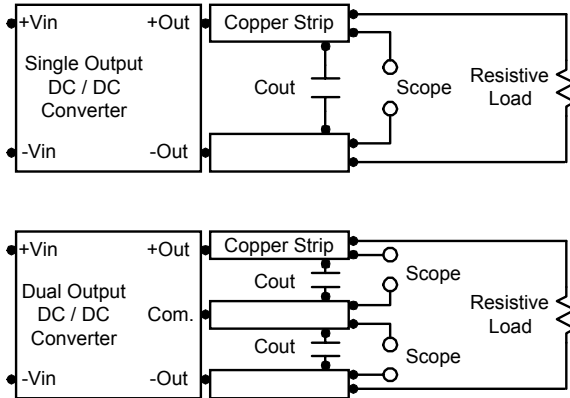 +Vin
+Out
Copper Strip
Single Output
DC / DC
Converter
Cout
Scope
Resistive
Load
-Vin
-Out
+Vin
+Out
Copper Strip
Scope
Cout
Dual Output
DC / DC
Converter
Com.
Resistive
Load
Cout
Scope
-Vin
-Out